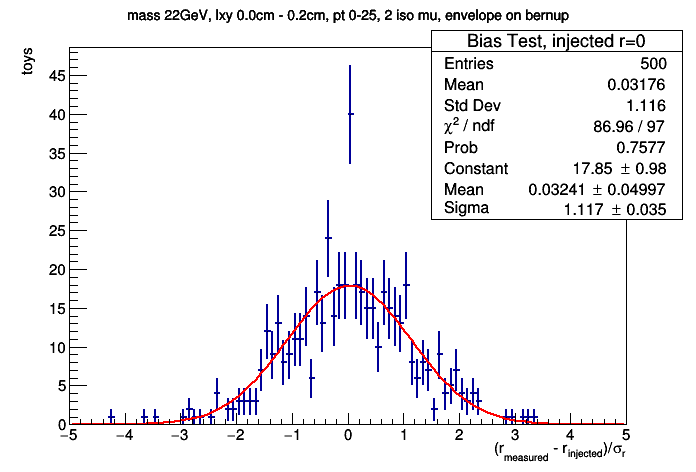 mass 22GeV, lxy 0.0cm - 0.2cm, pt 0-25, 2 iso mu, envelope on bernup
toys
Bias Test, injected r=0
Entries 500
Mean 0.03176
Std Dev 1.116
χ² / ndf 86.96 / 97
Prob 0.7577
Constant 17.85 ± 0.98
Mean 0.03241 ± 0.04997
Sigma 1.117 ± 0.035
45
40
35
30
25
20
15
10
5
0
−5 −4 −3 −2 −1 0 1 2 3 4 5
(r_measured - r_injected)/σ_r